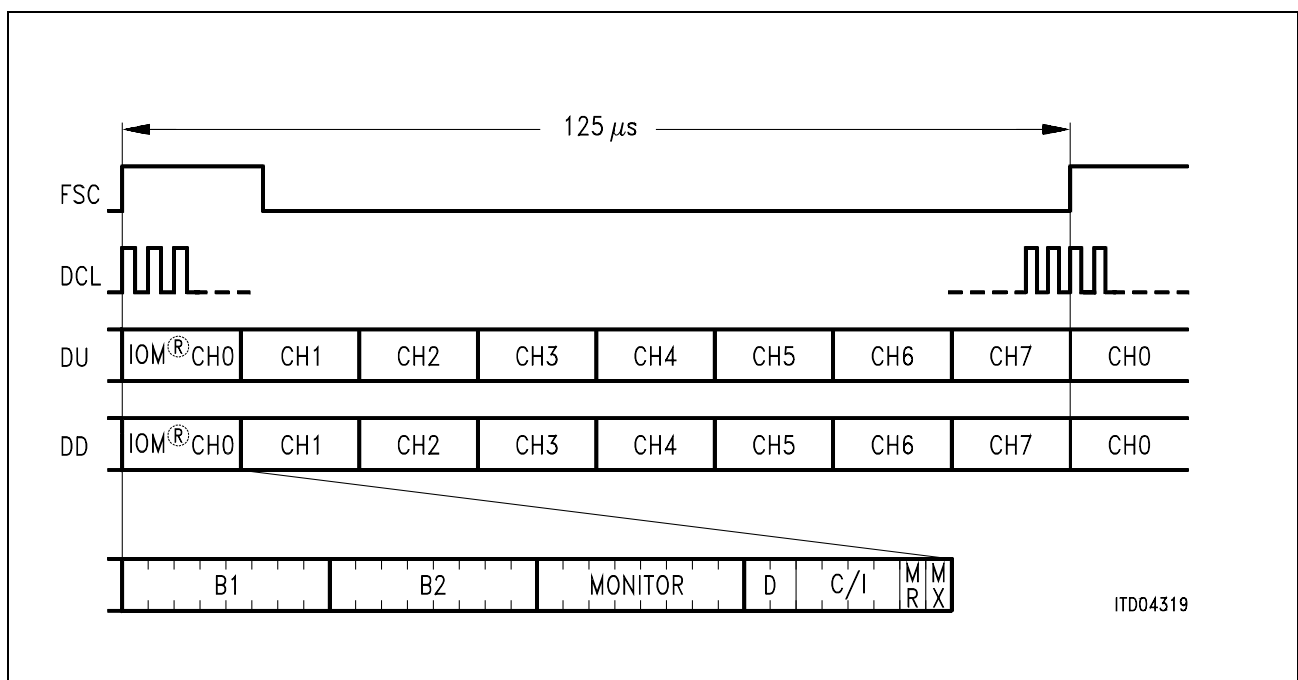 125 μs
FSC
DCL
DU IOM® CH0 CH1 CH2 CH3 CH4 CH5 CH6 CH7 CH0
DD IOM® CH0 CH1 CH2 CH3 CH4 CH5 CH6 CH7 CH0
B1 B2 MONITOR D C/I MR MX
ITD04319